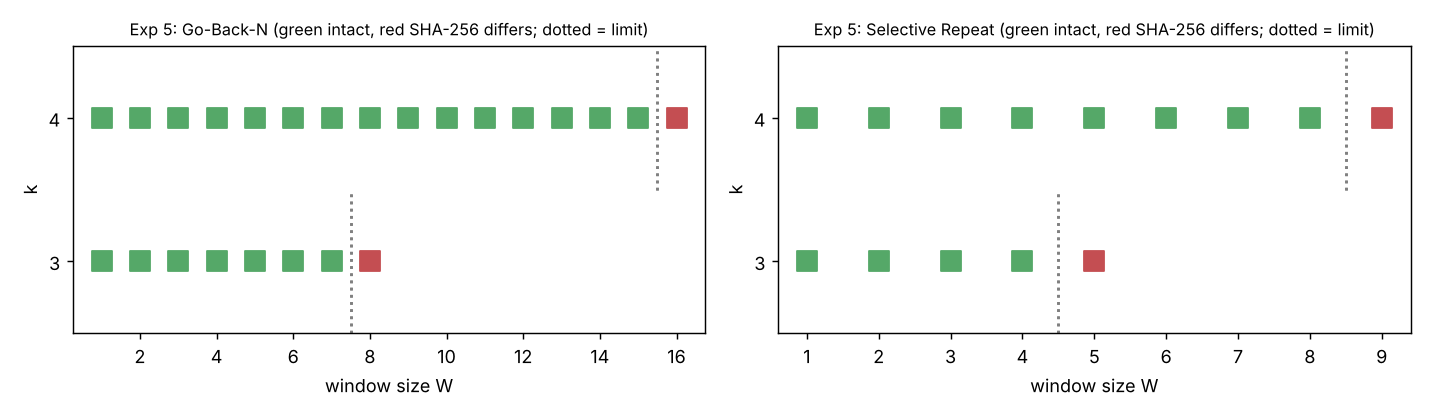 Exp 5: Go-Back-N (green intact, red SHA-256 differs; dotted = limit)
4
k
3
2 4 6 8 10 12 14 16
window size W
Exp 5: Selective Repeat (green intact, red SHA-256 differs; dotted = limit)
4
k
3
1 2 3 4 5 6 7 8 9
window size W